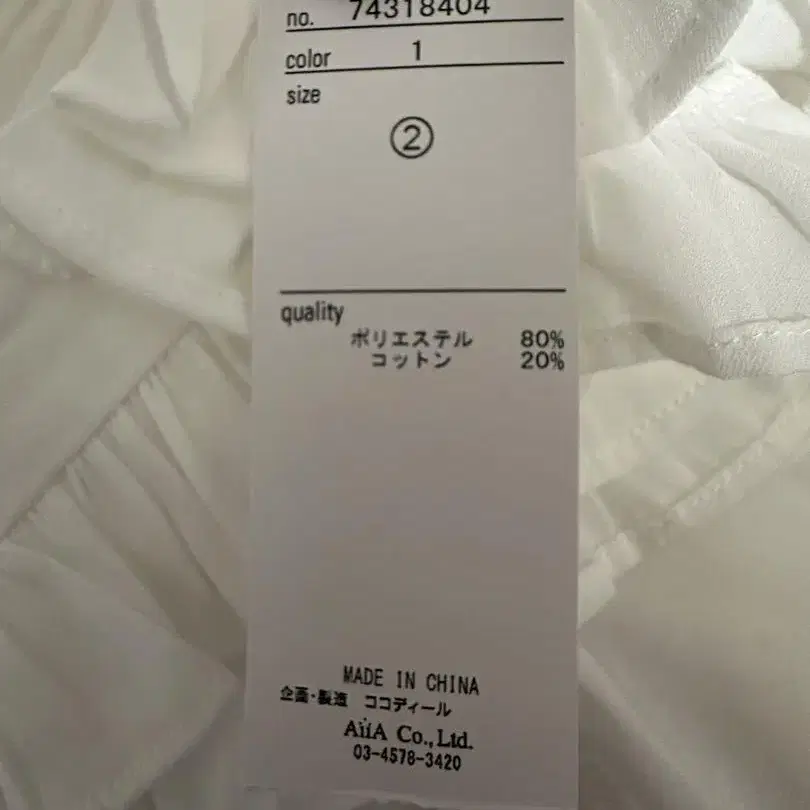 no. 74318404
color 1
size
②
quality
ポリエステル 80%
コットン 20%
MADE IN CHINA
企画・製造 ココディール
AiiA Co.,Ltd.
03-4578-3420